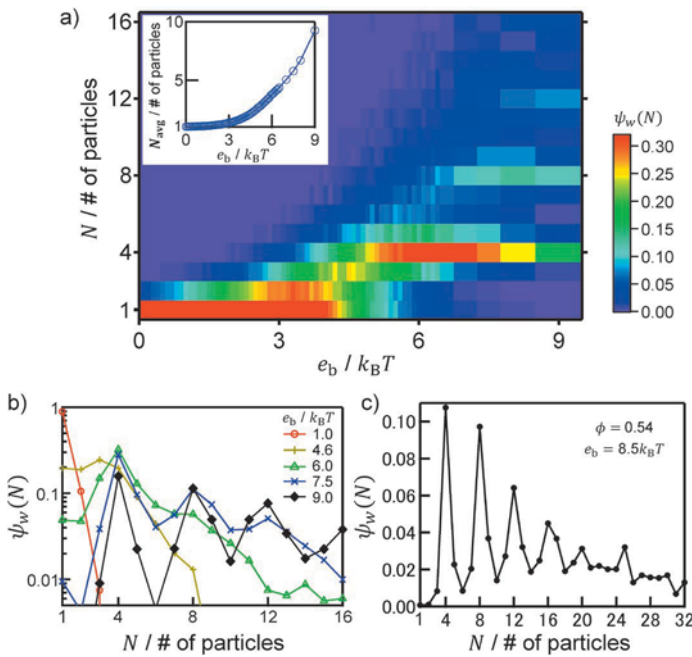 a)
10
5
1
N_avg / # of particles
0 3 6 9
e_b / k_BT
16
12
8
4
1
N / # of particles
0 3 6 9
e_b / k_BT
ψ_w(N)
0.30
0.25
0.20
0.15
0.10
0.05
0.00
b)
1
0.1
0.01
ψ_w(N)
e_b / k_BT
1.0
4.6
6.0
7.5
9.0
1 4 8 12 16
N / # of particles
c)
0.10
0.08
0.06
0.04
0.02
0.00
ψ_w(N)
ϕ = 0.54
e_b = 8.5k_BT
1 4 8 12 16 20 24 28 32
N / # of particles